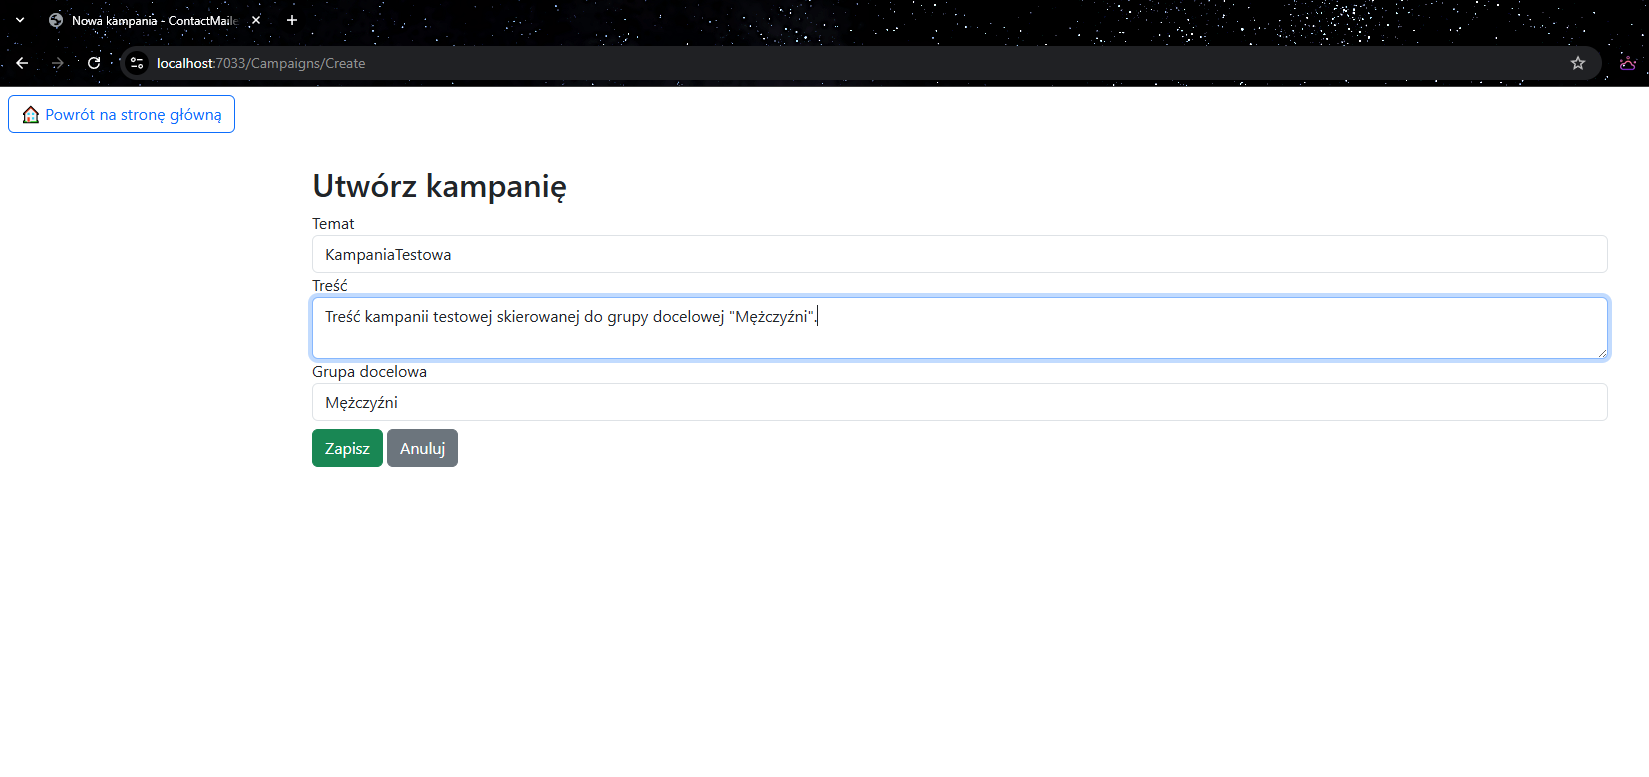 Nowa kampania - ContactMaile
localhost:7033/Campaigns/Create
Powrót na stronę główną
Utwórz kampanię
Temat
KampaniaTestowa
Treść
Treść kampanii testowej skierowanej do grupy docelowej "Mężczyźni".
Grupa docelowa
Mężczyźni
Zapisz Anuluj